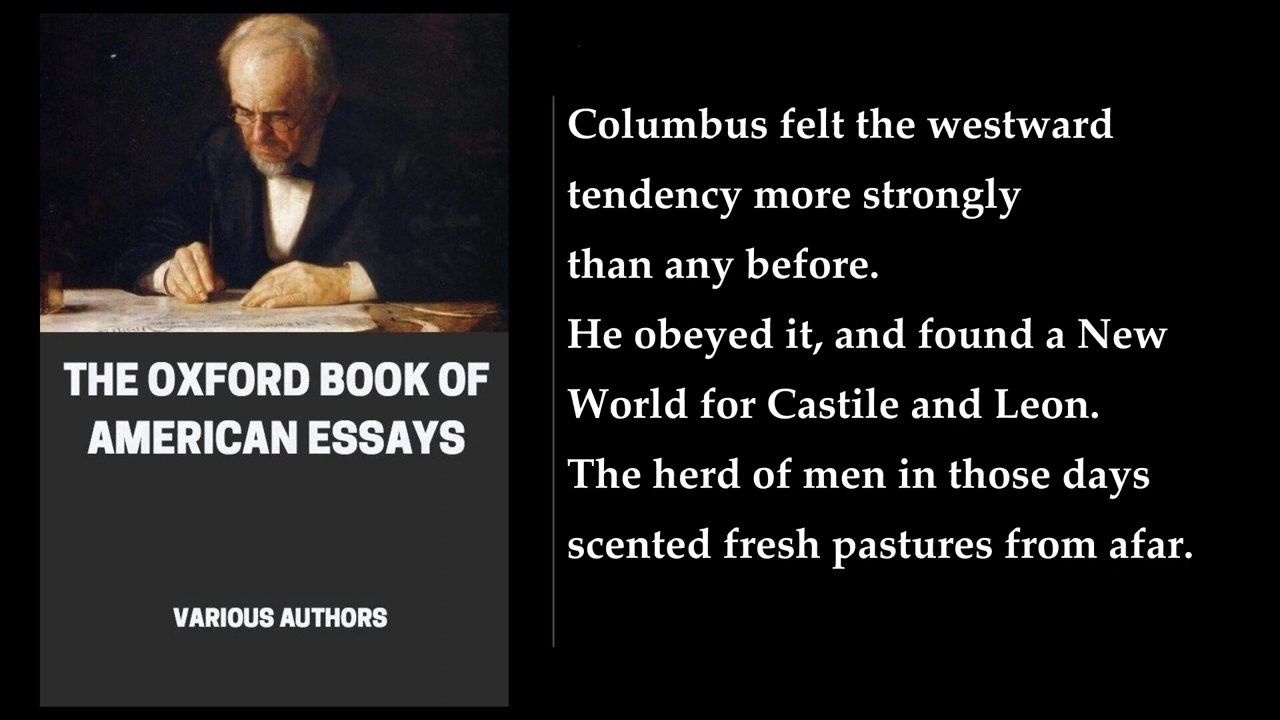 THE OXFORD BOOK OF
AMERICAN ESSAYS
VARIOUS AUTHORS
Columbus felt the westward
tendency more strongly
than any before.
He obeyed it, and found a New
World for Castile and Leon.
The herd of men in those days
scented fresh pastures from afar.